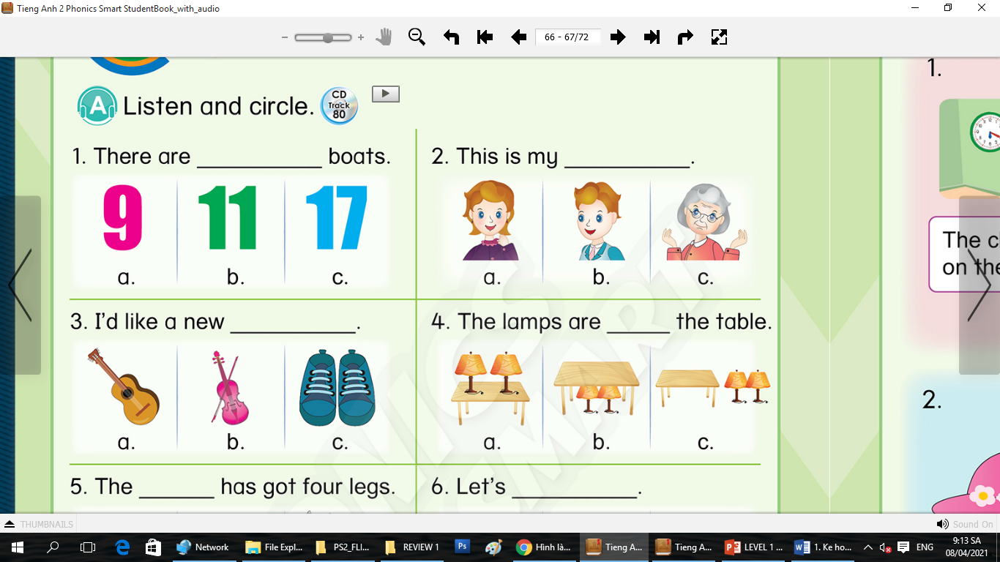 Tieng Anh 2 Phonics Smart StudentBook_with_audio
66 - 67/72
A Listen and circle. CD Track 80
1. There are ___________ boats.
9 11 17
a. b. c.
2. This is my ___________.
a. b. c.
3. I'd like a new ___________.
a. b. c.
4. The lamps are _____ the table.
a. b. c.
5. The ______ has got four legs.
6. Let's ___________.
1.
The c
on the
2.
THUMBNAILS
Sound On
Network
File Expl...
PS2_FLI...
REVIEW 1
Ps
Hình là...
Tieng A...
Tieng A...
LEVEL 1 ...
1. Ke ho...
ENG
9:13 SA
08/04/2021